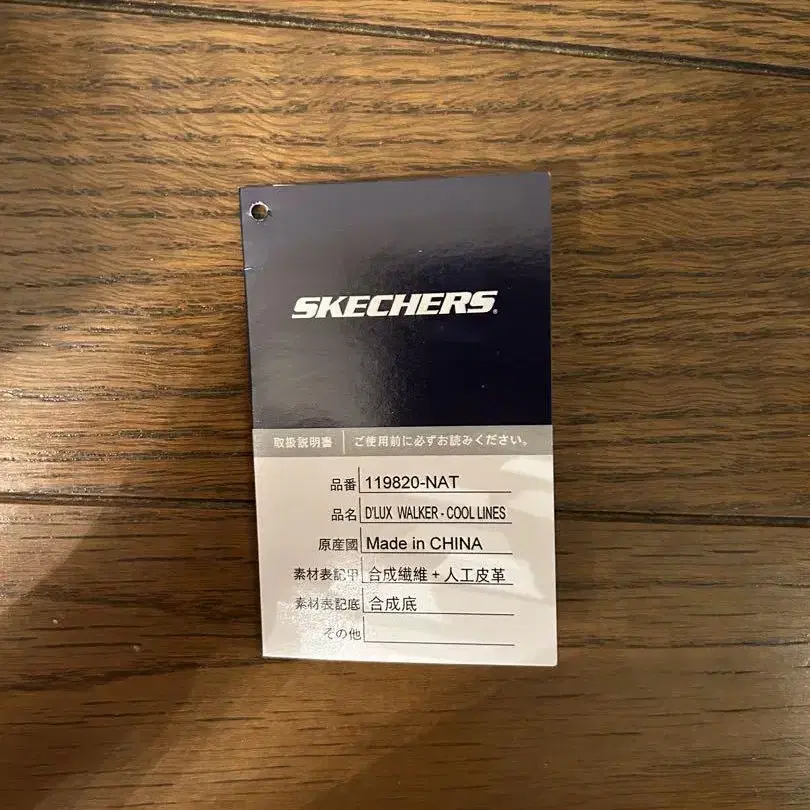 SKECHERS
取扱説明書 ご使用前に必ずお読みください。
品番 119820-NAT
品名 D'LUX WALKER - COOL LINES
原産國 Made in CHINA
素材表記甲 合成繊維 + 人工皮革
素材表記底 合成底
その他